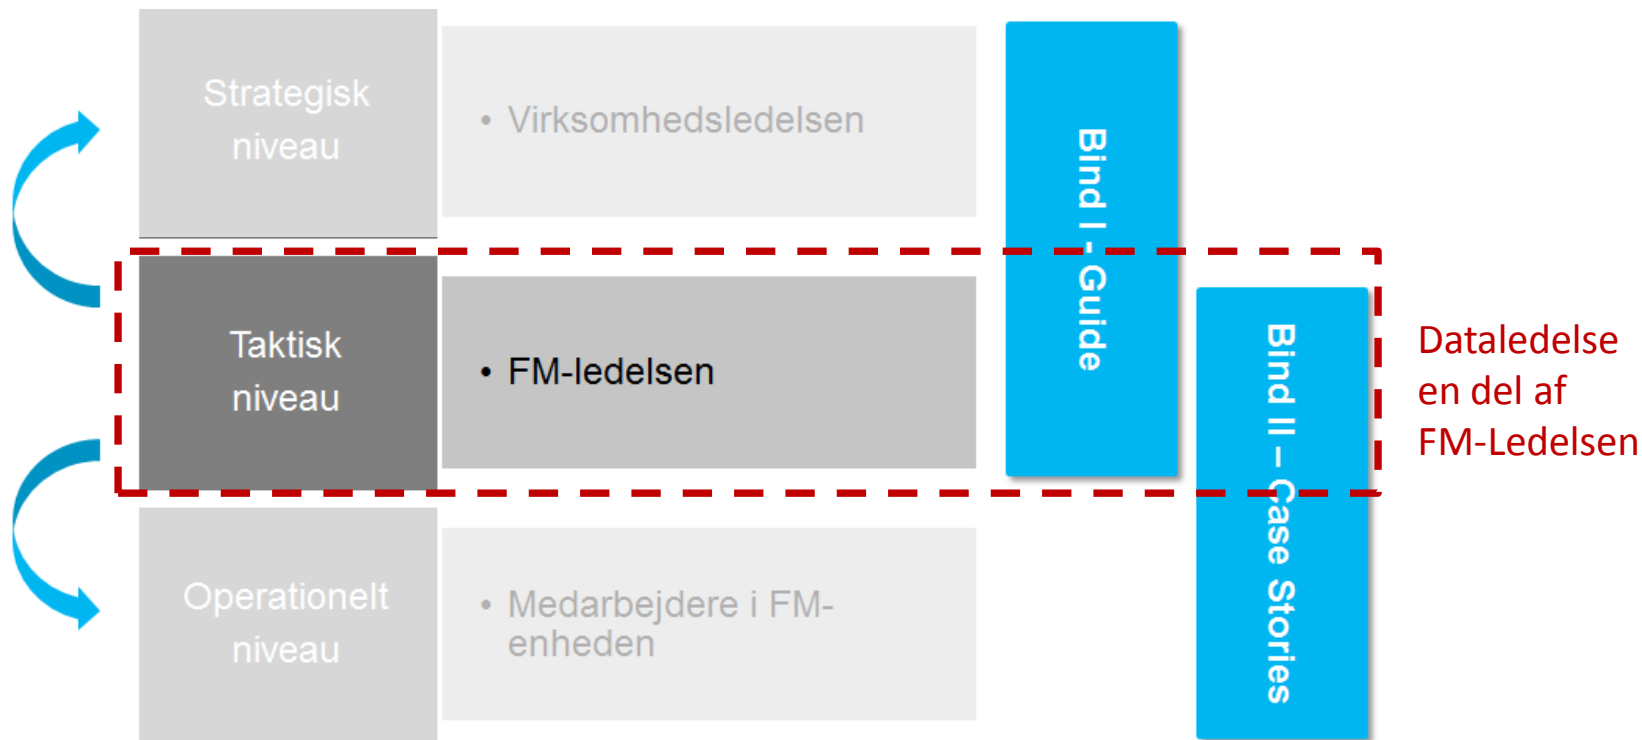 Strategisk
niveau
• Virksomhedsledelsen
Taktisk
niveau
• FM-ledelsen
Operationelt
niveau
• Medarbejdere i FM-
enheden
Bind I - Guide
Bind II – Case Stories
Dataledelse
en del af
FM-Ledelsen